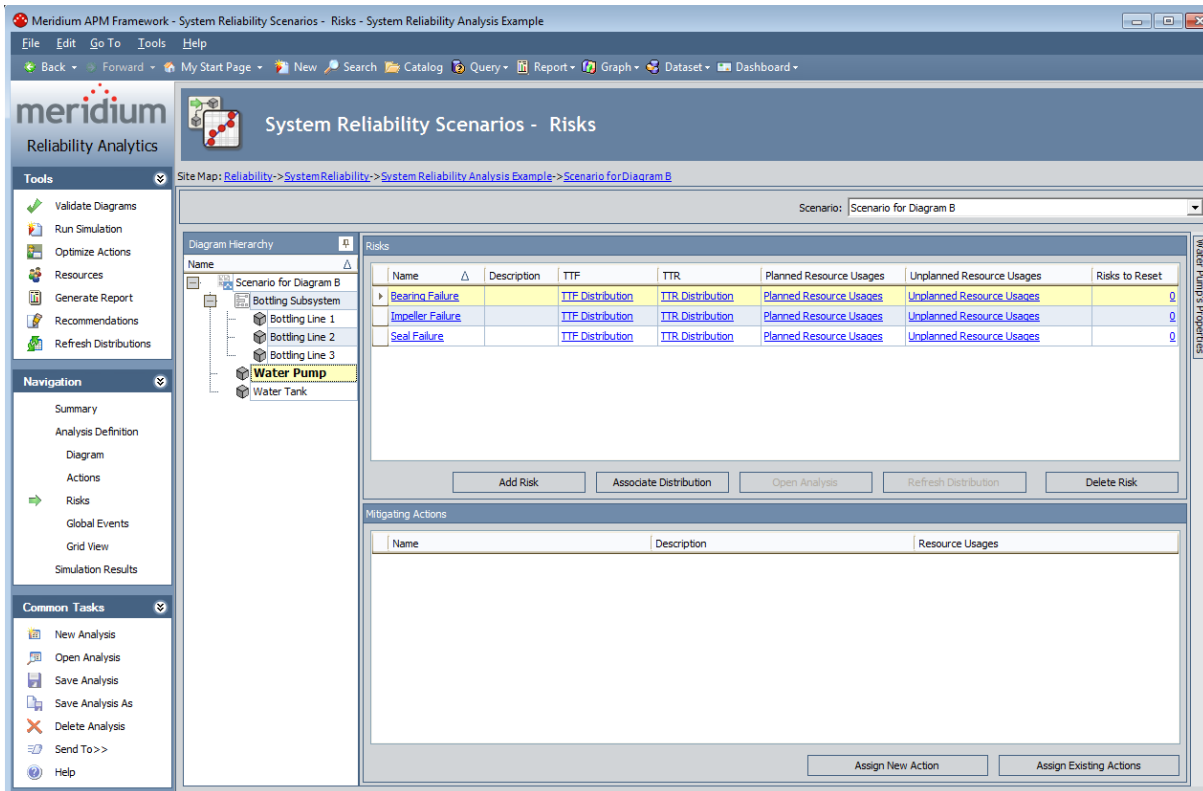 Meridium APM Framework - System Reliability Scenarios - Risks - System Reliability Analysis Example
File Edit Go To Tools Help
Back Forward My Start Page New Search Catalog Query Report Graph Dataset Dashboard
meridium
Reliability Analytics
System Reliability Scenarios - Risks
Site Map: Reliability->SystemReliability->System Reliability Analysis Example->Scenario for Diagram B
Scenario: Scenario for Diagram B
Tools
Validate Diagrams
Run Simulation
Optimize Actions
Resources
Generate Report
Recommendations
Refresh Distributions
Navigation
Summary
Analysis Definition
Diagram
Actions
Risks
Global Events
Grid View
Simulation Results
Common Tasks
New Analysis
Open Analysis
Save Analysis
Save Analysis As
Delete Analysis
Send To>>
Help
Diagram Hierarchy
Name
Scenario for Diagram B
Bottling Subsystem
Bottling Line 1
Bottling Line 2
Bottling Line 3
Water Pump
Water Tank
Risks
Name Description TTF TTR Planned Resource Usages Unplanned Resource Usages Risks to Reset
Bearing Failure TTF Distribution TTR Distribution Planned Resource Usages Unplanned Resource Usages 0
Impeller Failure TTF Distribution TTR Distribution Planned Resource Usages Unplanned Resource Usages 0
Seal Failure TTF Distribution TTR Distribution Planned Resource Usages Unplanned Resource Usages 0
Add Risk Associate Distribution Open Analysis Refresh Distribution Delete Risk
Mitigating Actions
Name Description Resource Usages
Assign New Action Assign Existing Actions
Water Pump's Properties